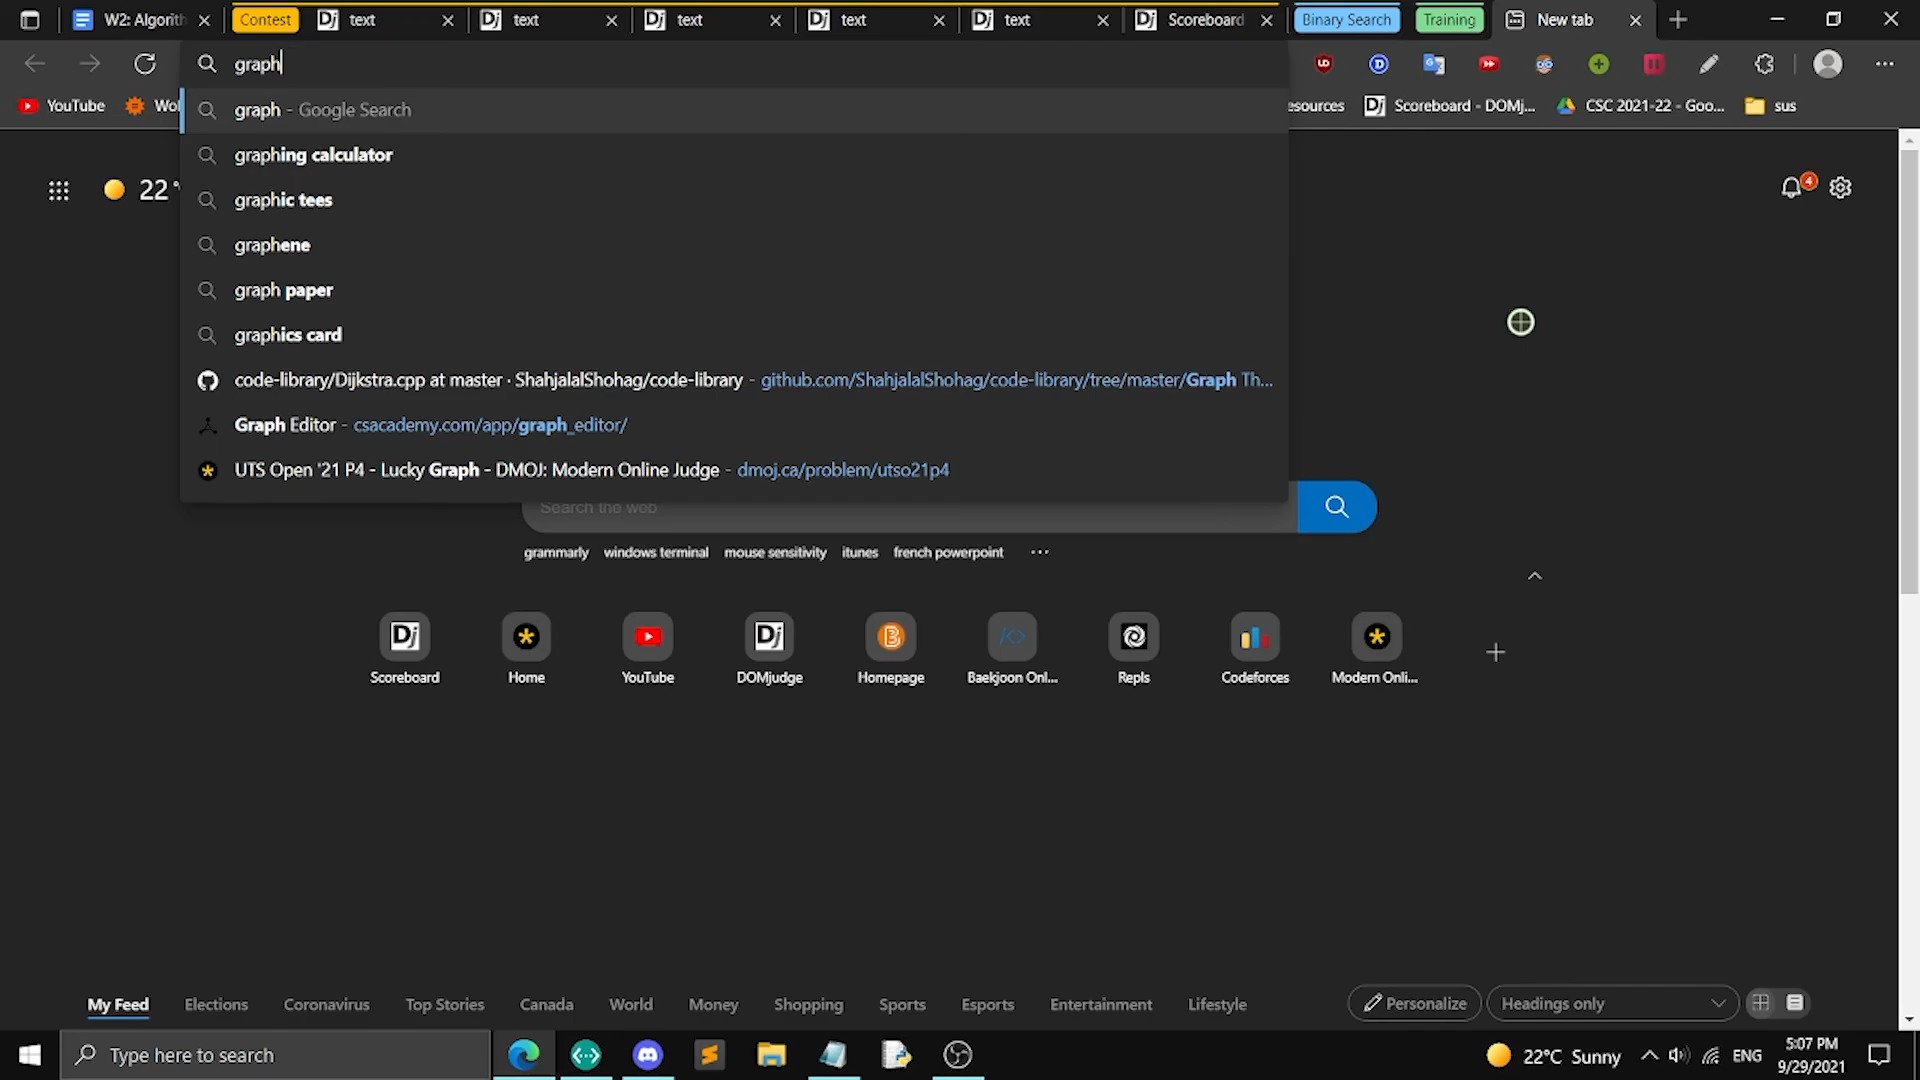 W2: Algorith
Contest
text
text
text
text
text
Scoreboard
Binary Search
Training
New tab
graph
YouTube
Wol
esources
Scoreboard - DOMj...
CSC 2021-22 - Goo...
sus
graph - Google Search
graphing calculator
graphic tees
graphene
graph paper
graphics card
code-library/Dijkstra.cpp at master · ShahjalalShohag/code-library - github.com/ShahjalalShohag/code-library/tree/master/Graph Th...
Graph Editor - csacademy.com/app/graph_editor/
UTS Open '21 P4 - Lucky Graph - DMOJ: Modern Online Judge - dmoj.ca/problem/utso21p4
22°
4
Search the web
grammarly windows terminal mouse sensitivity itunes french powerpoint ...
Scoreboard
Home
YouTube
DOMjudge
Homepage
Baekjoon Onl...
Repls
Codeforces
Modern Onli...
My Feed Elections Coronavirus Top Stories Canada World Money Shopping Sports Esports Entertainment Lifestyle
Personalize
Headings only
Type here to search
22°C Sunny
ENG
5:07 PM
9/29/2021